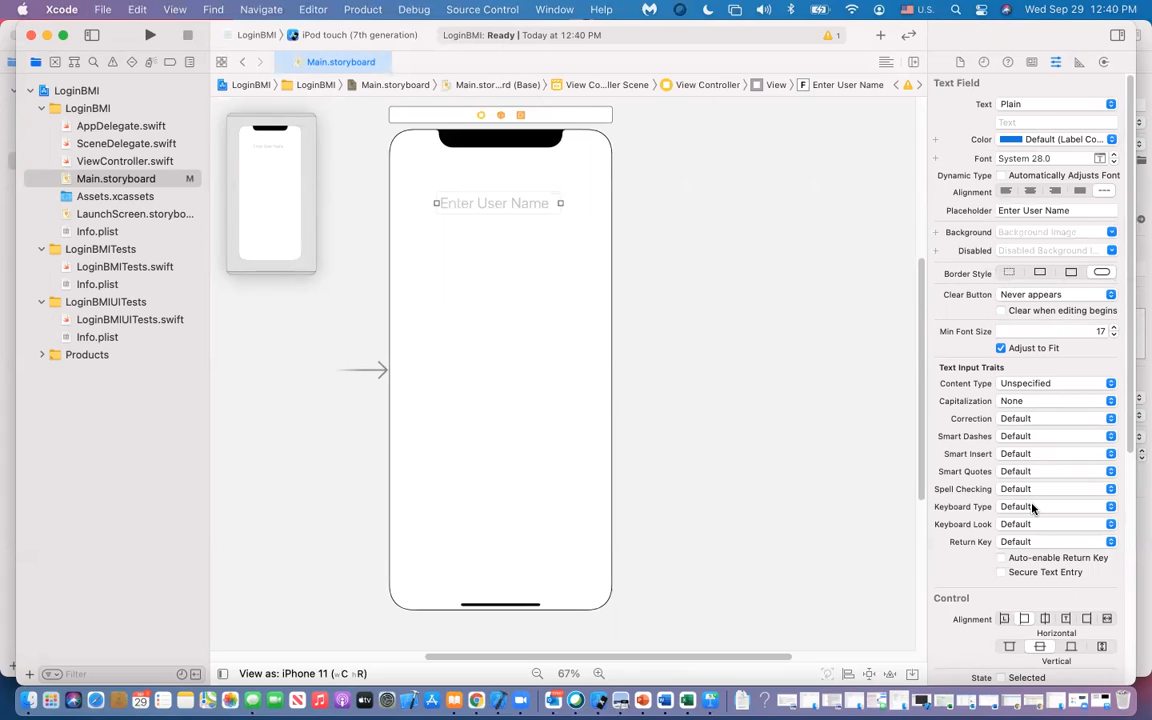 Xcode File Edit View Find Navigate Editor Product Debug Source Control Window Help U.S. Wed Sep 29 12:40 PM
LoginBMI iPod touch (7th generation) LoginBMI: Ready | Today at 12:40 PM 1
Main.storyboard
LoginBMI LoginBMI Main.storyboard Main.stor...rd (Base) View Co...ller Scene View Controller View F Enter User Name
LoginBMI
LoginBMI
AppDelegate.swift
SceneDelegate.swift
ViewController.swift
Main.storyboard M
Assets.xcassets
LaunchScreen.storybo...
Info.plist
LoginBMITests
LoginBMITests.swift
Info.plist
LoginBMIUITests
LoginBMIUITests.swift
Info.plist
Products
Enter User Name
Text Field
Text Plain
Text
Color Default (Label Co...
Font System 28.0
Dynamic Type Automatically Adjusts Font
Alignment
Placeholder Enter User Name
Background Background Image
Disabled Disabled Background I...
Border Style
Clear Button Never appears
Clear when editing begins
Min Font Size 17
Adjust to Fit
Text Input Traits
Content Type Unspecified
Capitalization None
Correction Default
Smart Dashes Default
Smart Insert Default
Smart Quotes Default
Spell Checking Default
Keyboard Type Default
Keyboard Look Default
Return Key Default
Auto-enable Return Key
Secure Text Entry
Control
Alignment
Horizontal
Vertical
State Selected
Filter
View as: iPhone 11 (wC hR) 67%